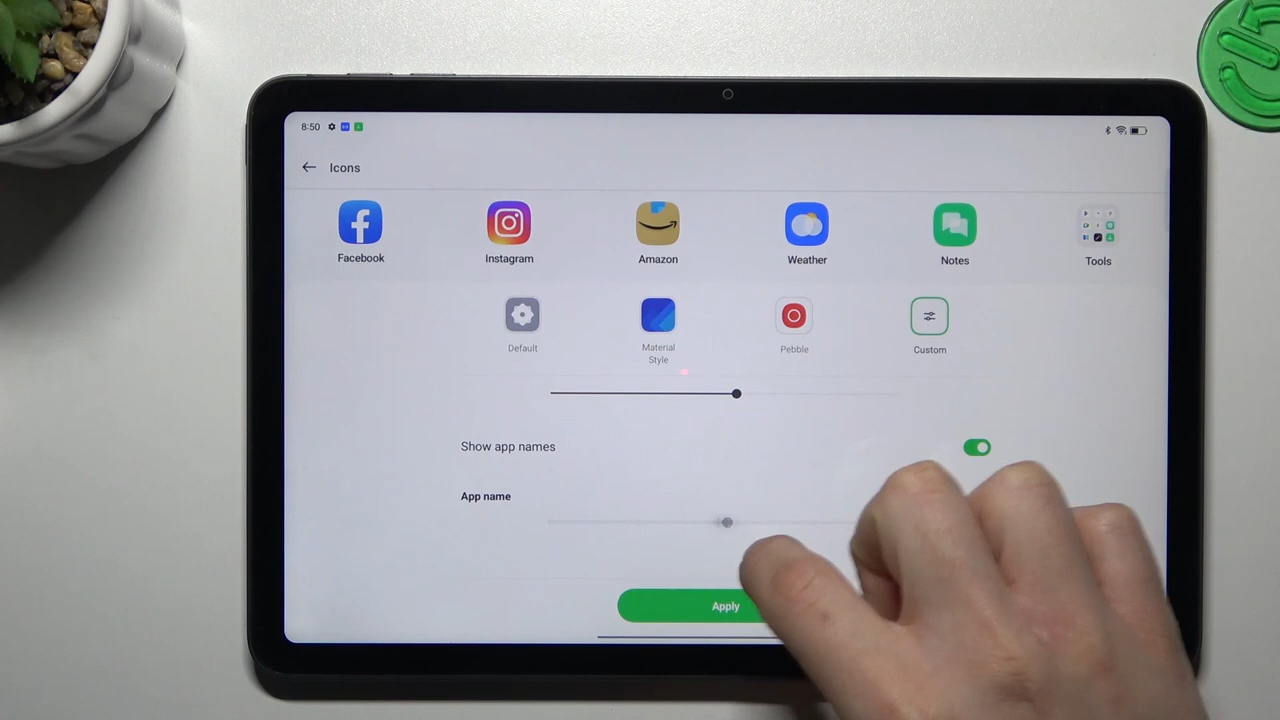 8:50
Icons
Facebook
Instagram
Amazon
Weather
Notes
Tools
Default
Material
Style
Pebble
Custom
Show app names
App name
Apply